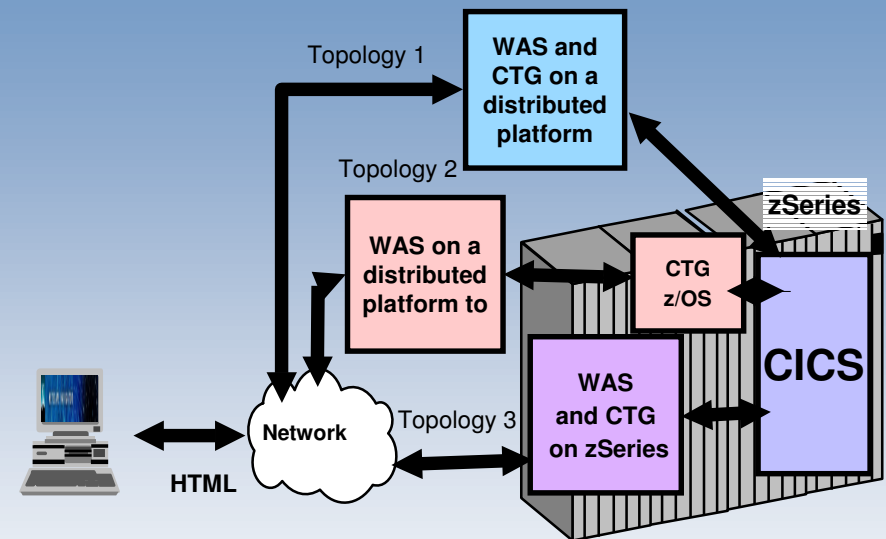 Topology 1
WAS and
CTG on a
distributed
platform
Topology 2
zSeries
WAS on a
distributed
platform to
CTG
z/OS
CICS
WAS
and CTG
on zSeries
Topology 3
Network
HTML